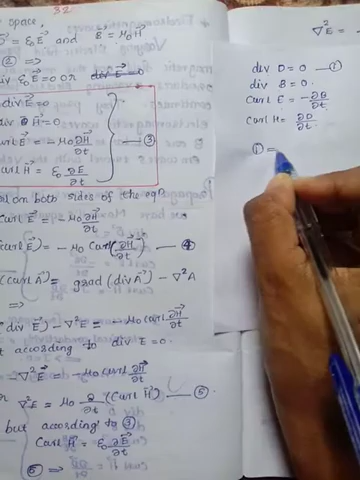 32
space,
D = ε₀E and B = μ₀H
② ⇒
div ε₀E = 0 or div E = 0
div E = 0
div H = 0
curl E = -μ₀ ∂H/∂t — ③
curl H = ε₀ ∂E/∂t
on both sides of the eqn
curl E = -μ₀ ∂H/∂t
curl E) = -μ₀ curl (∂H/∂t) — ④
(curl A) = grad (div A) - ∇²A
⇒
div E) - ∇²E = -μ₀ curl ∂H/∂t
according to div E = 0
-∇²E = -μ₀ curl ∂H/∂t
∇²E = μ₀ ∂/∂t (curl H) — ⑤
but according to ③
curl H = ε₀ ∂E/∂t
⑤ ⇒
∇²E = -
div D = 0 — ①
div B = 0.
curl E = -∂B/∂t
curl H = ∂D/∂t
① =